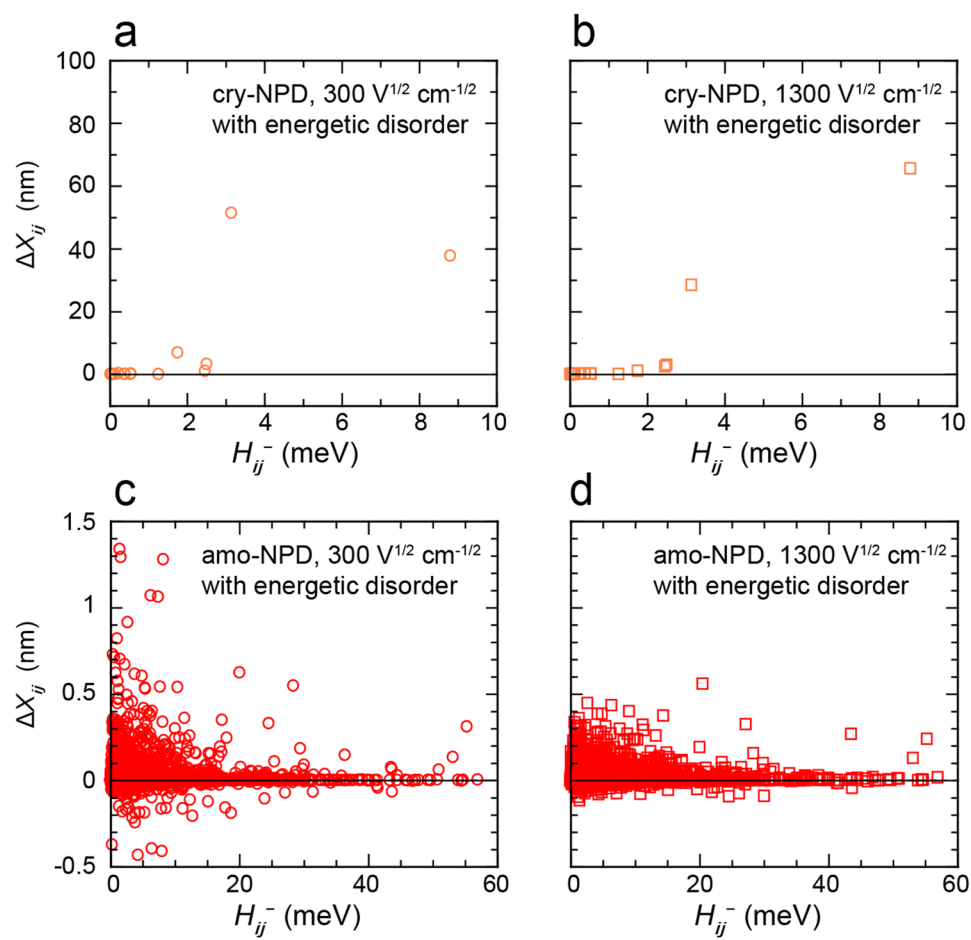 a
cry-NPD, 300 V1/2 cm-1/2
with energetic disorder
100
80
60
40
20
0
ΔXij (nm)
0 2 4 6 8 10
Hij− (meV)
b
cry-NPD, 1300 V1/2 cm-1/2
with energetic disorder
0 2 4 6 8 10
Hij− (meV)
c
amo-NPD, 300 V1/2 cm-1/2
with energetic disorder
1.5
1
0.5
0
-0.5
ΔXij (nm)
0 20 40 60
Hij− (meV)
d
amo-NPD, 1300 V1/2 cm-1/2
with energetic disorder
0 20 40 60
Hij− (meV)